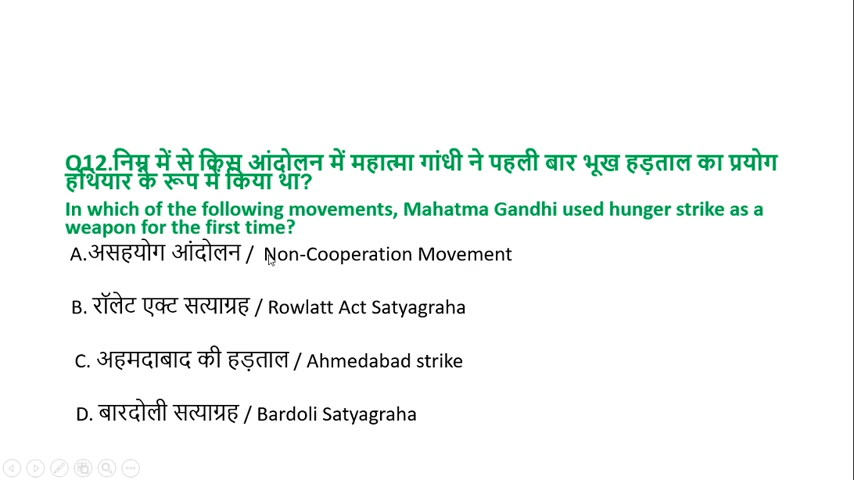 Q12.निम्न में से किस आंदोलन में महात्मा गांधी ने पहली बार भूख हड़ताल का प्रयोग
हथियार के रूप में किया था?
In which of the following movements, Mahatma Gandhi used hunger strike as a
weapon for the first time?
A.असहयोग आंदोलन / Non-Cooperation Movement
B. रॉलेट एक्ट सत्याग्रह / Rowlatt Act Satyagraha
C. अहमदाबाद की हड़ताल / Ahmedabad strike
D. बारदोली सत्याग्रह / Bardoli Satyagraha